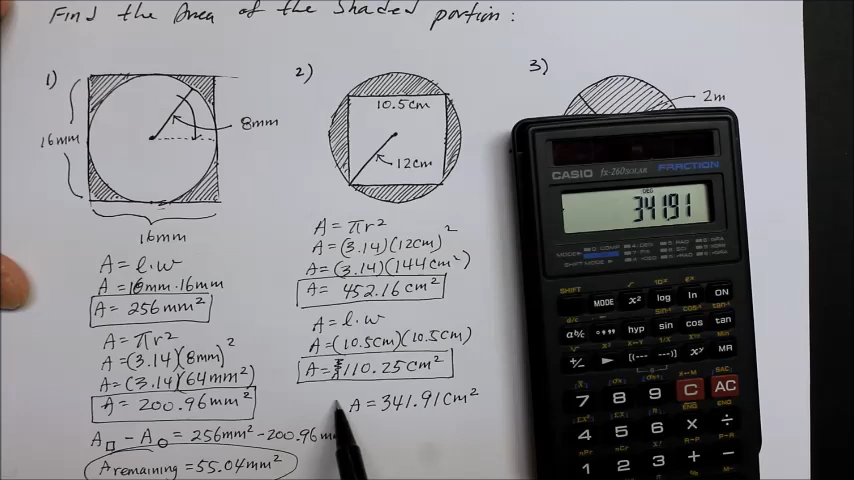 Find the Area of the Shaded portion:
1)
16mm
8mm
16mm
A = l.w
A = 16mm.16mm
A = 256mm²
A = πr²
A = (3.14)(8mm)²
A = (3.14)(64mm²)
A = 200.96mm²
A□ - A○ = 256mm² - 200.96m
Aremaining = 55.04mm²
2)
10.5cm
12cm
A = πr²
A = (3.14)(12cm)²
A = (3.14)(144cm²)
A = 452.16cm²
A = l.w
A = (10.5cm)(10.5cm)
A = 110.25cm²
A = 341.91cm²
3)
2m
CASIO fx-260SOLAR FRACTION
DEG
341.91
SHIFT
MODE x² log ln ON
hyp sin cos tan
+/- ► [(--- ---)] xʸ MR
7 8 9 C AC
4 5 6 × ÷
1 2 3 + −